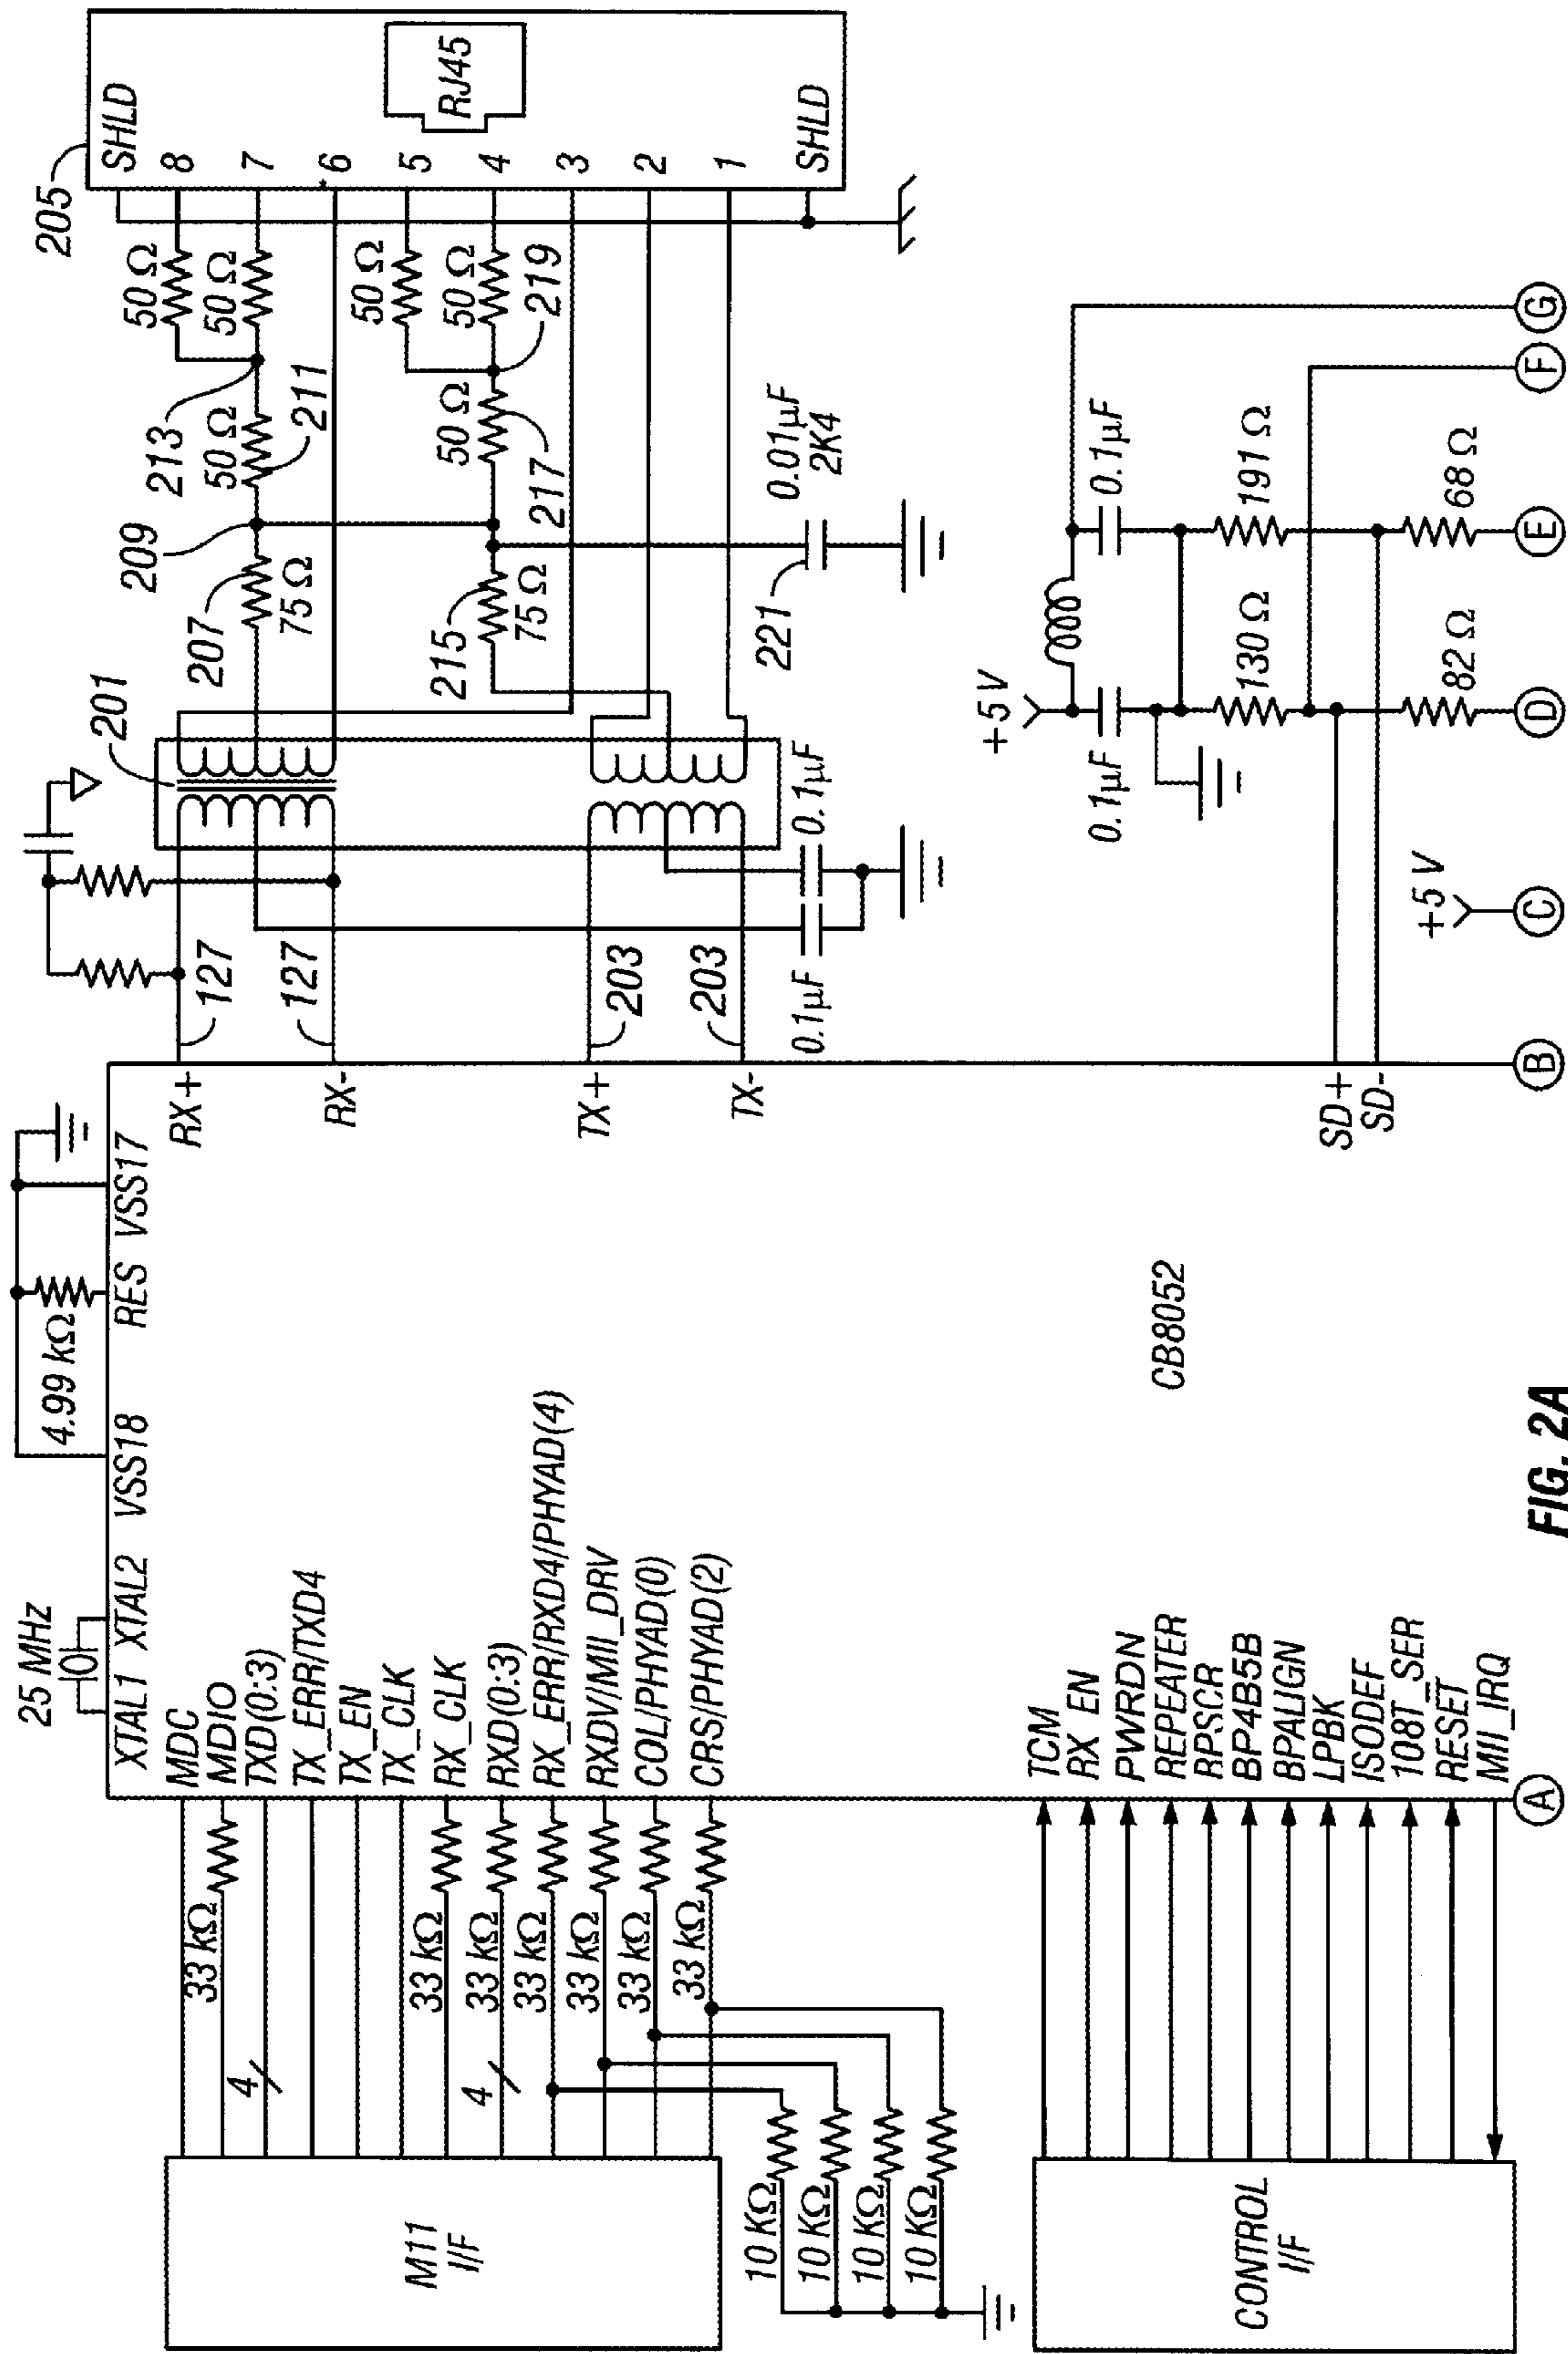 25 MHz
4.99 kΩ
XTAL1 XTAL2 VSS18 RES VSS17
M11
I/F
MDC
MDIO
TXD(0:3)
TX_ERR/TXD4
TX_EN
TX_CLK
RX_CLK
RXD(0:3)
RX_ERR/RXD4/PHYAD(4)
RXDV/MII_DRV
COL/PHYAD(0)
CRS/PHYAD(2)
33 kΩ
4
33 kΩ
4
33 kΩ
33 kΩ
33 kΩ
33 kΩ
33 kΩ
10 KΩ
10 KΩ
10 KΩ
10 KΩ
CONTROL
I/F
TCM
RX_EN
PWRDN
REPEATER
RPSCR
BP4B5B
BPALIGN
LPBK
ISODEF
108T_SER
RESET
MII_IRQ
CB8052
RX+
RX-
TX+
TX-
SD+
SD-
127
127
203
203
0.1µF
0.1µF
201
207
75 Ω
209
213
50 Ω
211
50 Ω
50 Ω
215
75 Ω
217
50 Ω
219
50 Ω
50 Ω
221
0.01µF
2K4
205
SHLD
8
7
6
5
4
3
2
1
SHLD
RJ45
+5 V
0.1µF
0.1µF
130 Ω
191 Ω
82 Ω
68 Ω
+5 V
A
B
C
D
E
F
G
FIG. 2A